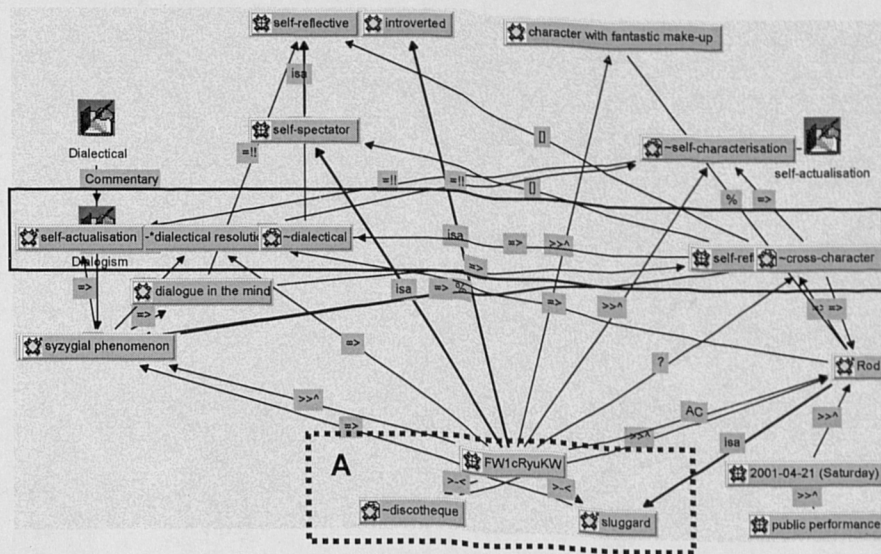 self-reflective
introverted
character with fantastic make-up
isa
self-spectator
[]
~self-characterisation
Dialectical
=!!
self-actualisation
Commentary
=!!
=!!
[]
%
=>
self-actualisation
-*dialectical resoluti
~dialectical
isa
=>
>>^
self-ref
~cross-character
Dialogism
=>
=>
dialogue in the mind
isa
=>
%
=>
>>^
=>
=>
=>
syzygial phenomenon
=>
?
Rod
>>^
AC
=>
>>^
>>^
isa
A
FW1cRyuKW
2001-04-21 (Saturday)
>-<
>-<
>>^
~discotheque
sluggard
public performance